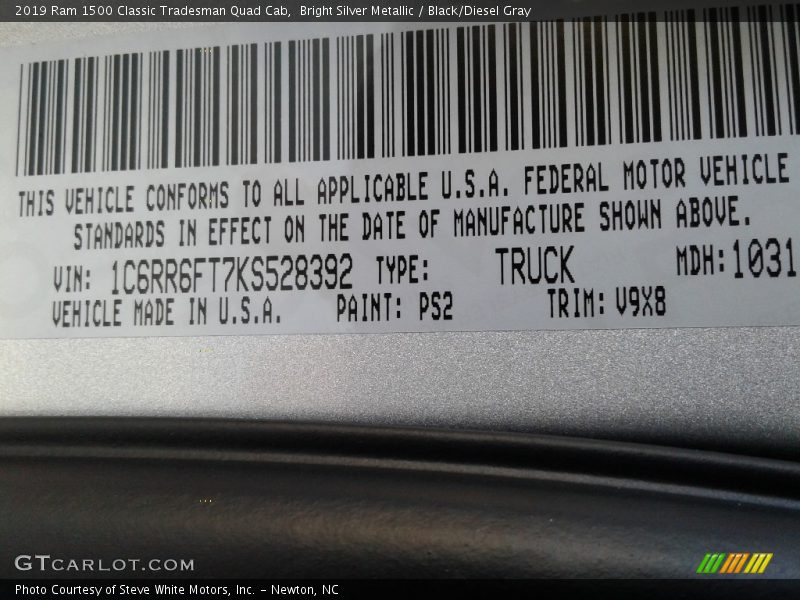 2019 Ram 1500 Classic Tradesman Quad Cab,  Bright Silver Metallic / Black/Diesel Gray
THIS VEHICLE CONFORMS TO ALL APPLICABLE U.S.A. FEDERAL MOTOR VEHICLE
STANDARDS IN EFFECT ON THE DATE OF MANUFACTURE SHOWN ABOVE.
VIN: 1C6RR6FT7KS528392 TYPE: TRUCK MDH: 1031
VEHICLE MADE IN U.S.A. PAINT: PS2 TRIM: V9X8
GTCARLOT.COM
Photo Courtesy of Steve White Motors, Inc. – Newton, NC